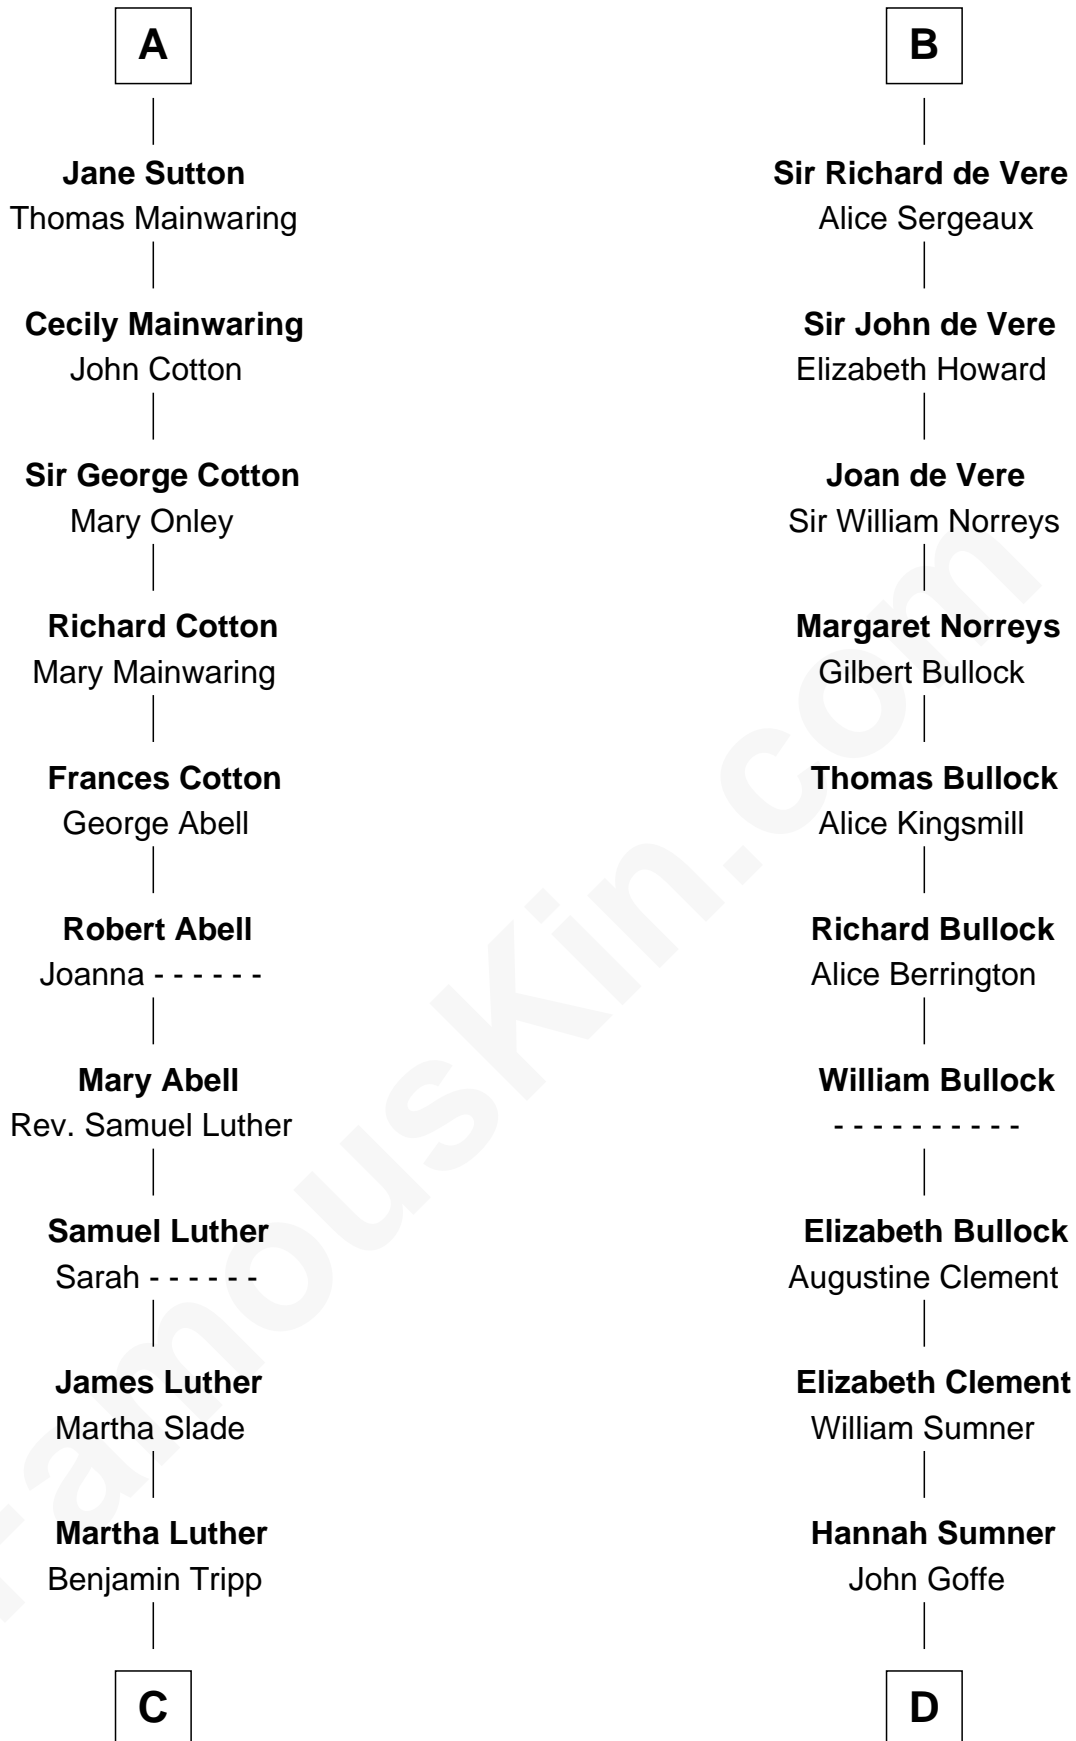 A
Jane Sutton
Thomas Mainwaring
Cecily Mainwaring
John Cotton
Sir George Cotton
Mary Onley
Richard Cotton
Mary Mainwaring
Frances Cotton
George Abell
Robert Abell
Joanna - - - - - -
Mary Abell
Rev. Samuel Luther
Samuel Luther
Sarah - - - - - -
James Luther
Martha Slade
Martha Luther
Benjamin Tripp
C
B
Sir Richard de Vere
Alice Sergeaux
Sir John de Vere
Elizabeth Howard
Joan de Vere
Sir William Norreys
Margaret Norreys
Gilbert Bullock
Thomas Bullock
Alice Kingsmill
Richard Bullock
Alice Berrington
William Bullock
- - - - - - - - - -
Elizabeth Bullock
Augustine Clement
Elizabeth Clement
William Sumner
Hannah Sumner
John Goffe
D
FamousKin.com